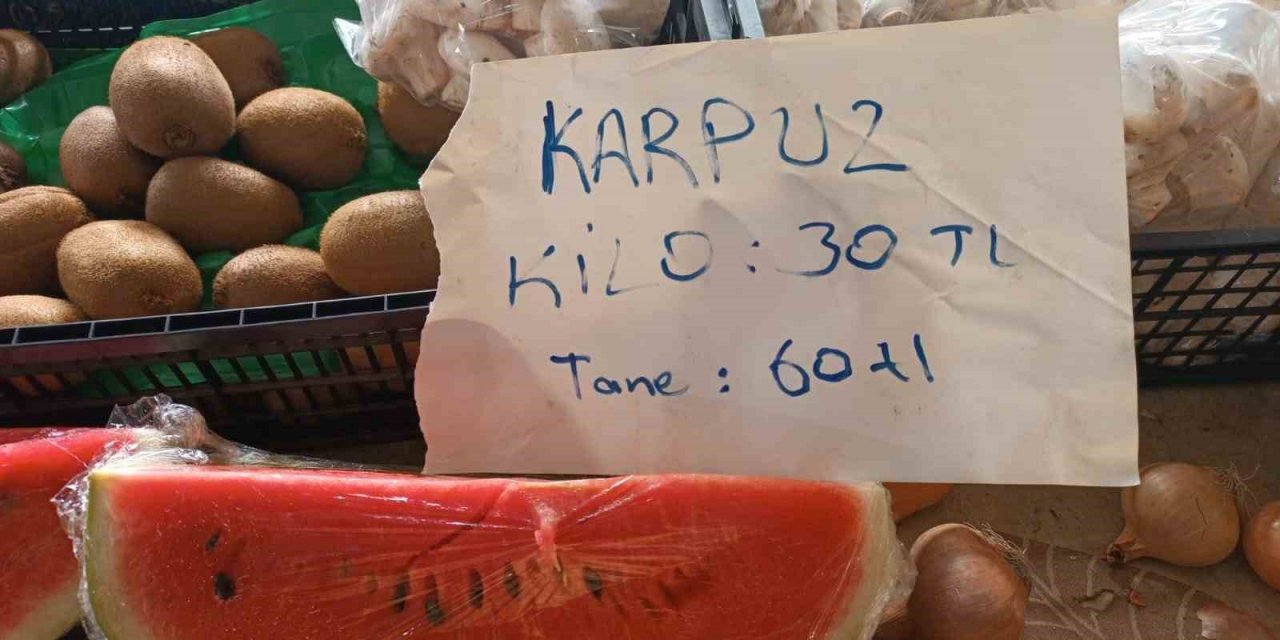 KARPUZ
KİLO : 30 TL
Tane : 60 tl